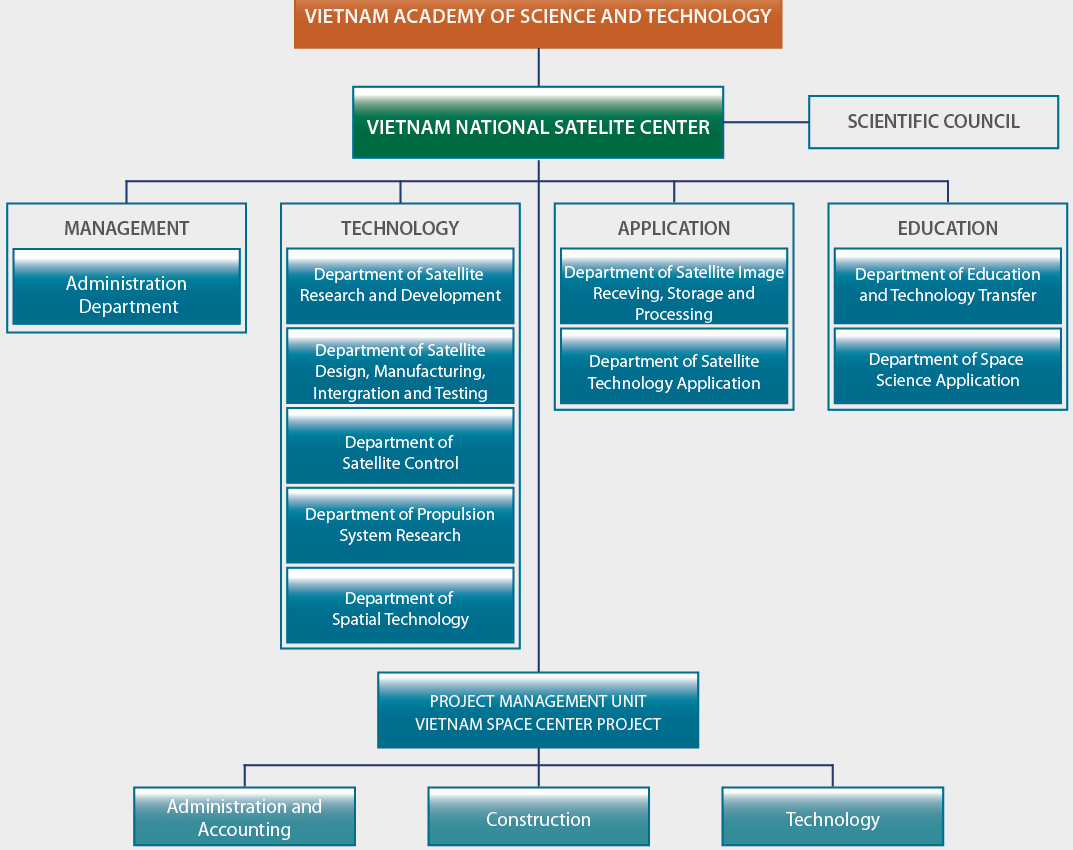 VIETNAM ACADEMY OF SCIENCE AND TECHNOLOGY
VIETNAM NATIONAL SATELITE CENTER
SCIENTIFIC COUNCIL
MANAGEMENT
Administration
Department
TECHNOLOGY
Department of Satellite
Research and Development
Department of Satellite
Design, Manufacturing,
Intergration and Testing
Department of
Satellite Control
Department of Propulsion
System Research
Department of
Spatial Technology
APPLICATION
Department of Satellite Image
Receving, Storage and
Processing
Department of Satellite
Technology Application
EDUCATION
Department of Education
and Technology Transfer
Department of Space
Science Application
PROJECT MANAGEMENT UNIT
VIETNAM SPACE CENTER PROJECT
Administration and
Accounting
Construction
Technology